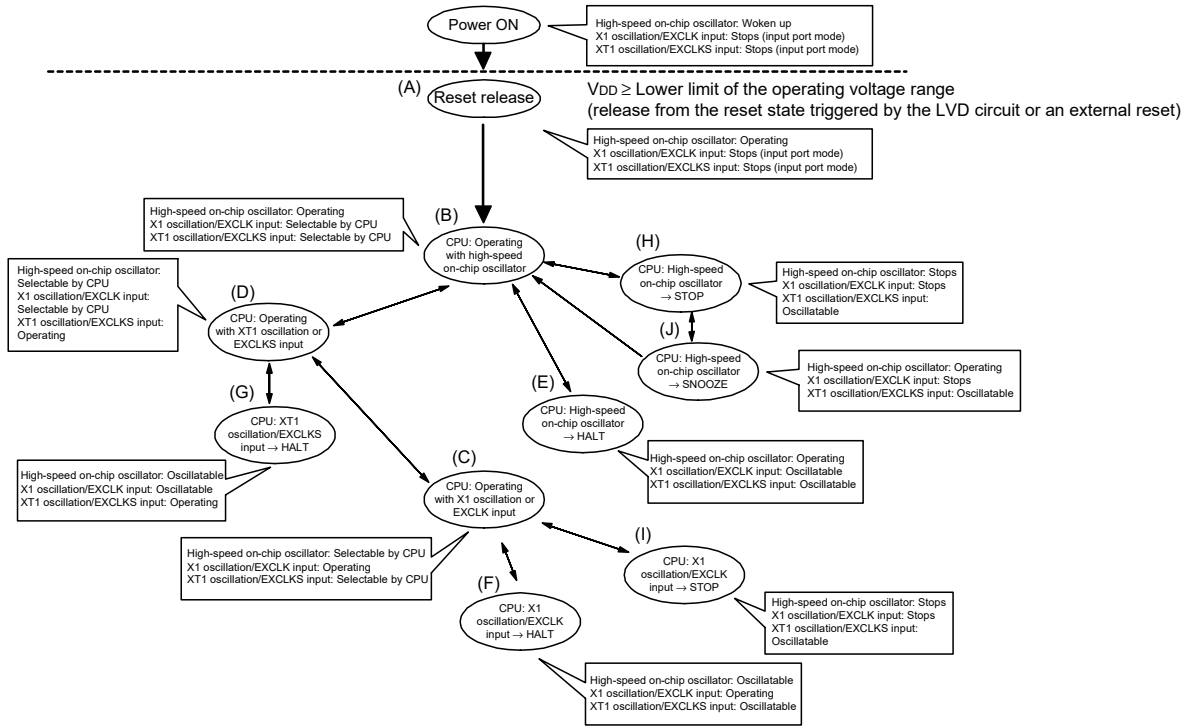 Power ON
High-speed on-chip oscillator: Woken up
X1 oscillation/EXCLK input: Stops (input port mode)
XT1 oscillation/EXCLKS input: Stops (input port mode)
(A)
Reset release
VDD ≥ Lower limit of the operating voltage range
(release from the reset state triggered by the LVD circuit or an external reset)
High-speed on-chip oscillator: Operating
X1 oscillation/EXCLK input: Stops (input port mode)
XT1 oscillation/EXCLKS input: Stops (input port mode)
High-speed on-chip oscillator: Operating
X1 oscillation/EXCLK input: Selectable by CPU
XT1 oscillation/EXCLKS input: Selectable by CPU
(B)
CPU: Operating
with high-speed
on-chip oscillator
(H)
CPU: High-speed
on-chip oscillator
→ STOP
High-speed on-chip oscillator: Stops
X1 oscillation/EXCLK input: Stops
XT1 oscillation/EXCLKS input:
Oscillatable
High-speed on-chip oscillator:
Selectable by CPU
X1 oscillation/EXCLK input:
Selectable by CPU
XT1 oscillation/EXCLKS input:
Operating
(D)
CPU: Operating
with XT1 oscillation or
EXCLKS input
(J)
CPU: High-speed
on-chip oscillator
→ SNOOZE
High-speed on-chip oscillator: Operating
X1 oscillation/EXCLK input: Stops
XT1 oscillation/EXCLKS input: Oscillatable
(G)
CPU: XT1
oscillation/EXCLKS
input → HALT
(E)
CPU: High-speed
on-chip oscillator
→ HALT
High-speed on-chip oscillator: Operating
X1 oscillation/EXCLK input: Oscillatable
XT1 oscillation/EXCLKS input: Oscillatable
High-speed on-chip oscillator: Oscillatable
X1 oscillation/EXCLK input: Oscillatable
XT1 oscillation/EXCLKS input: Operating
(C)
CPU: Operating
with X1 oscillation or
EXCLK input
High-speed on-chip oscillator: Selectable by CPU
X1 oscillation/EXCLK input: Operating
XT1 oscillation/EXCLKS input: Selectable by CPU
(I)
CPU: X1
oscillation/EXCLK
input → STOP
High-speed on-chip oscillator: Stops
X1 oscillation/EXCLK input: Stops
XT1 oscillation/EXCLKS input:
Oscillatable
(F)
CPU: X1
oscillation/EXCLK
input → HALT
High-speed on-chip oscillator: Oscillatable
X1 oscillation/EXCLK input: Operating
XT1 oscillation/EXCLKS input: Oscillatable